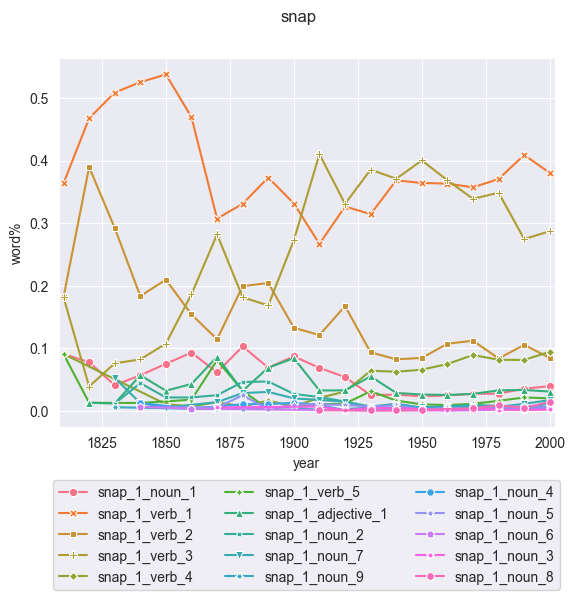 snap
0.5
0.4
0.3
0.2
0.1
0.0
word%
1825 1850 1875 1900 1925 1950 1975 2000
year
snap_1_noun_1 snap_1_verb_5 snap_1_noun_4
snap_1_verb_1 snap_1_adjective_1 snap_1_noun_5
snap_1_verb_2 snap_1_noun_2 snap_1_noun_6
snap_1_verb_3 snap_1_noun_7 snap_1_noun_3
snap_1_verb_4 snap_1_noun_9 snap_1_noun_8